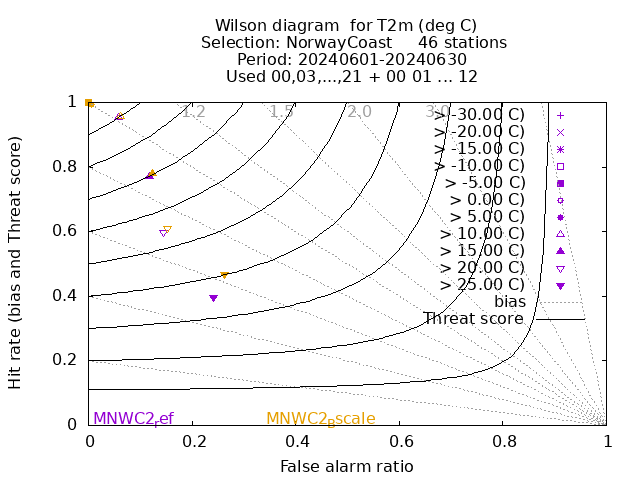 Wilson diagram  for T2m (deg C)
Selection: NorwayCoast     46 stations
Period: 20240601-20240630
Used 00,03,...,21 + 00 01 ... 12
Hit rate (bias and Threat score)
1
0.8
0.6
0.4
0.2
0
1.2 1.5 2.0 3.0
> -30.00 C)
> -20.00 C)
> -15.00 C)
> -10.00 C)
> -5.00 C)
> 0.00 C)
> 5.00 C)
> 10.00 C)
> 15.00 C)
> 20.00 C)
> 25.00 C)
bias
Threat score
MNWC2ref MNWC2Bscale
0 0.2 0.4 0.6 0.8 1
False alarm ratio